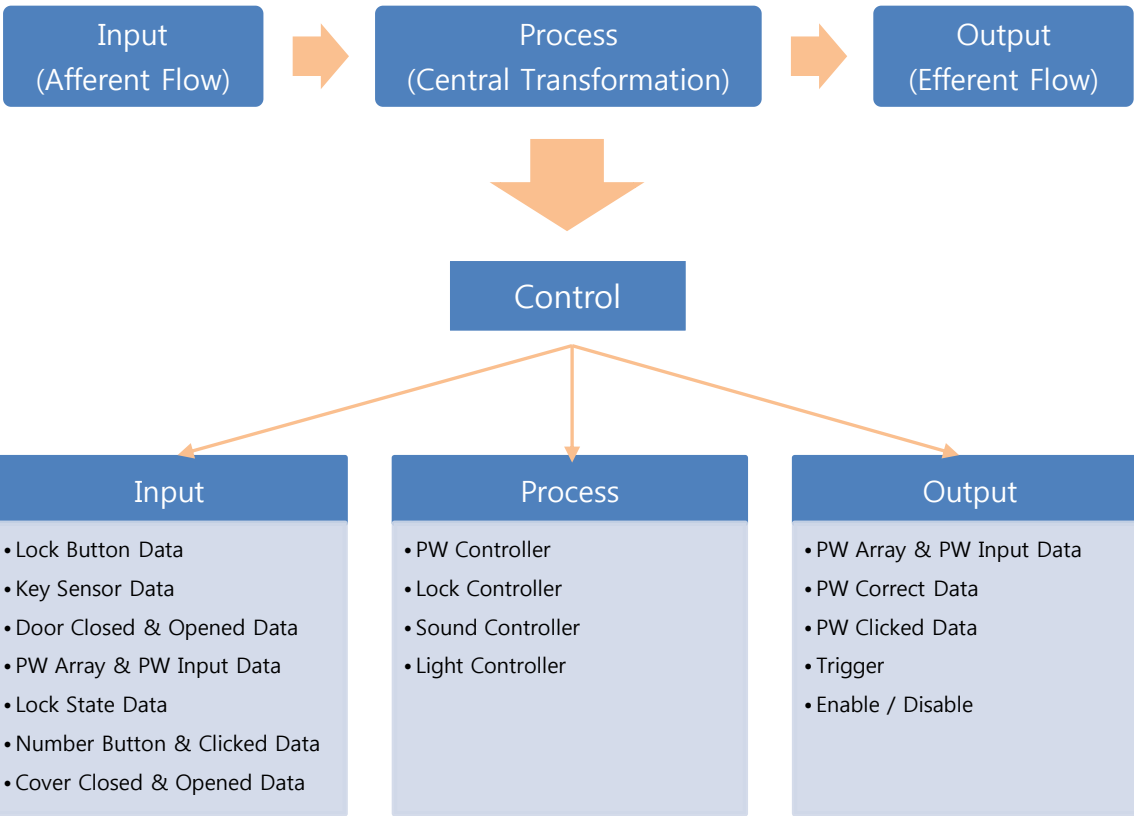 Input
(Afferent Flow)
Process
(Central Transformation)
Output
(Efferent Flow)
Control
Input
• Lock Button Data
• Key Sensor Data
• Door Closed & Opened Data
• PW Array & PW Input Data
• Lock State Data
• Number Button & Clicked Data
• Cover Closed & Opened Data
Process
• PW Controller
• Lock Controller
• Sound Controller
• Light Controller
Output
• PW Array & PW Input Data
• PW Correct Data
• PW Clicked Data
• Trigger
• Enable / Disable